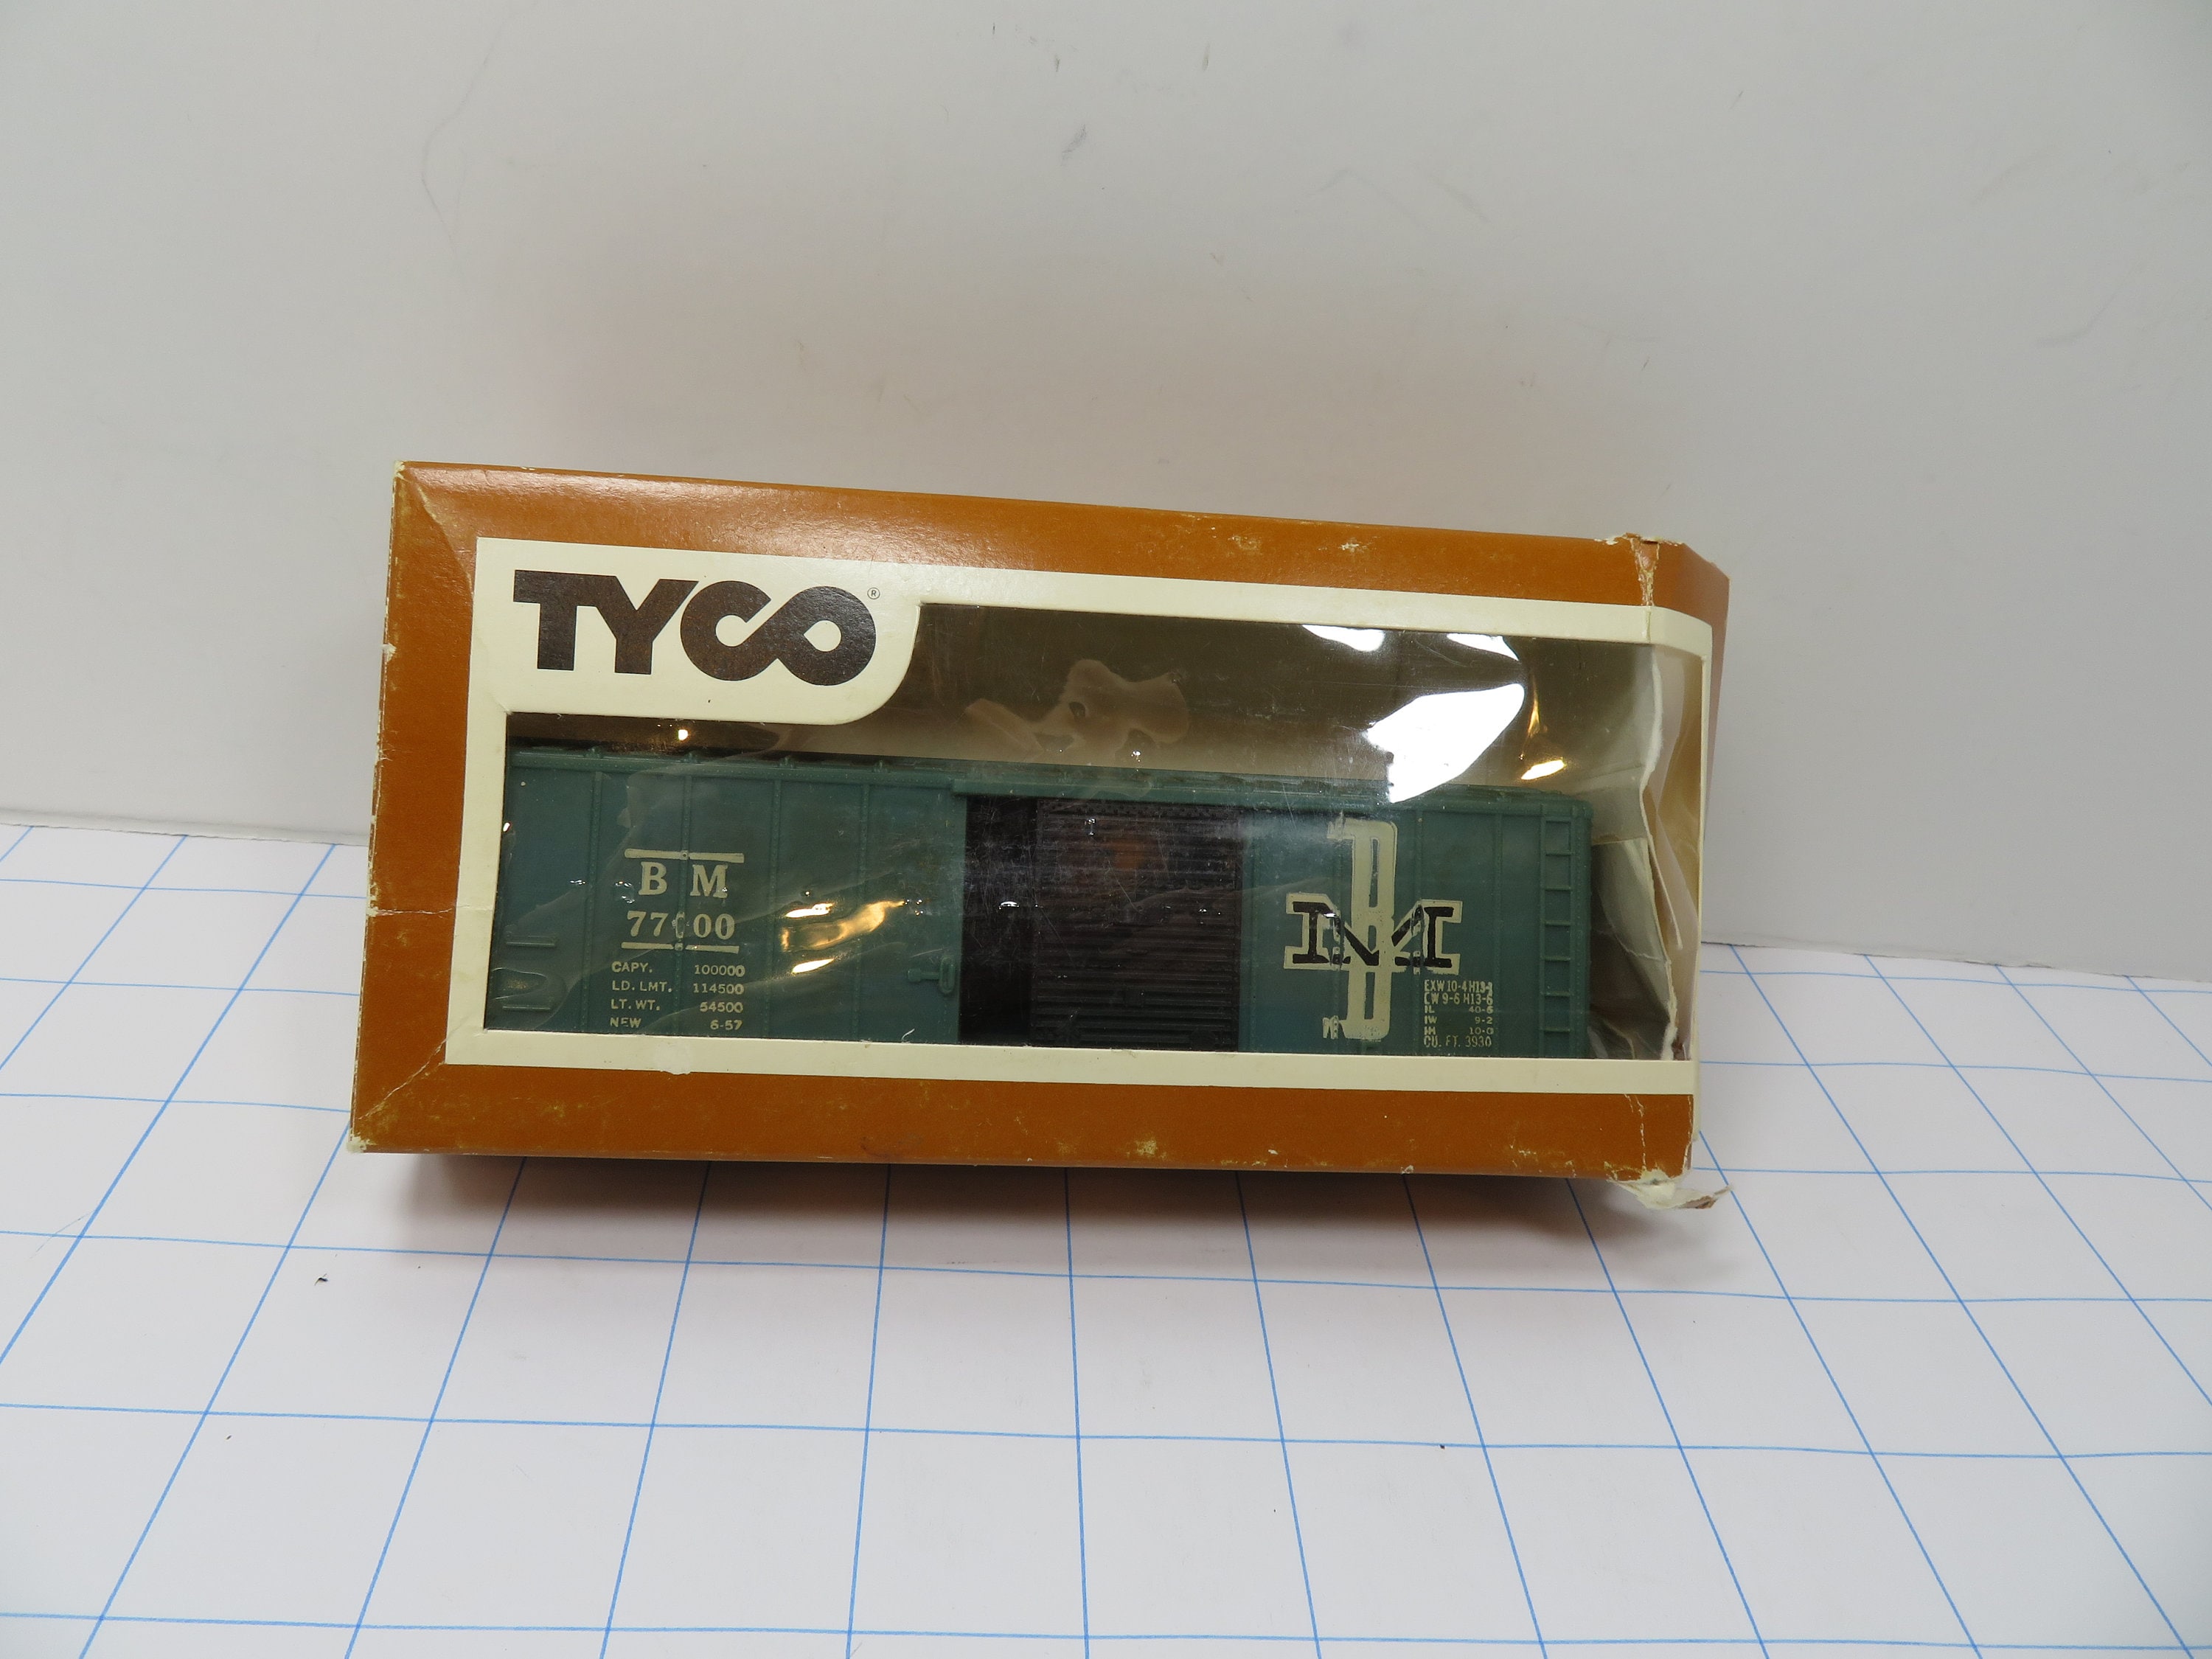 TYCO®
B M
77000
CAPY. 100000
LD. LMT. 114500
LT. WT. 54500
NEW 6-57
B
M
EXW 10-4 H13-
CW 9-6 H13-6
IL 40-6
IW 9-2
IH 10-0
CU. FT. 3930